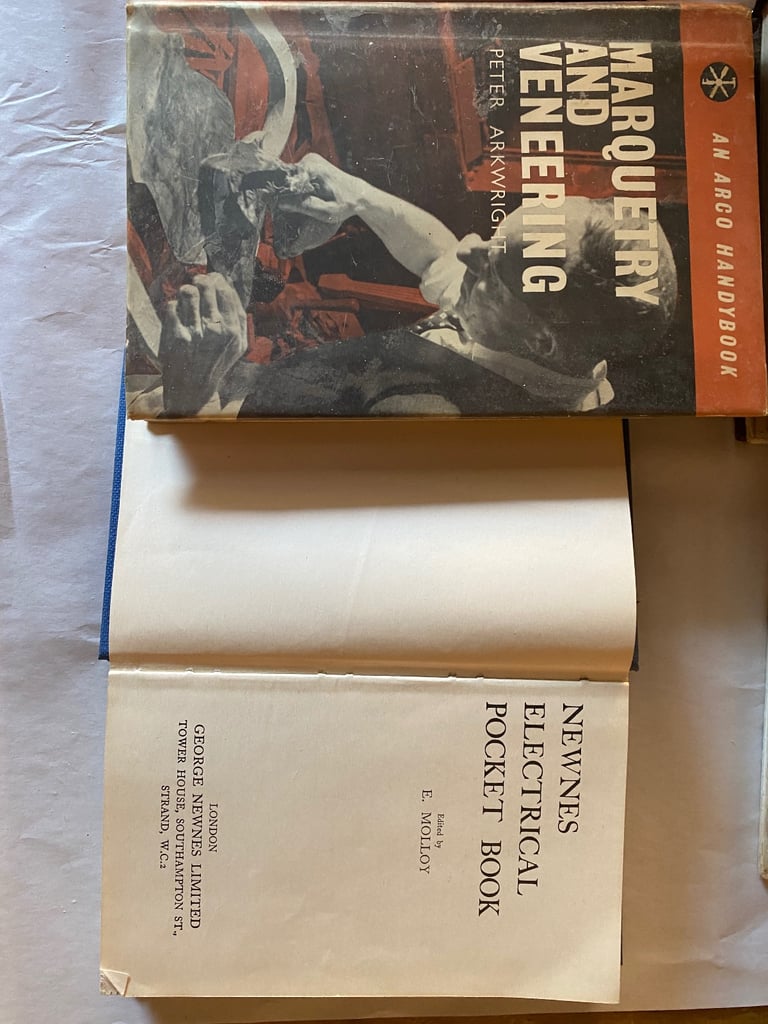 AN ARCO HANDYBOOK
MARQUETRY
AND
VENEERING
PETER ARKWRIGHT
NEWNES
ELECTRICAL
POCKET BOOK
Edited by
E. MOLLOY
LONDON
GEORGE NEWNES LIMITED
TOWER HOUSE, SOUTHAMPTON ST.,
STRAND, W.C.2